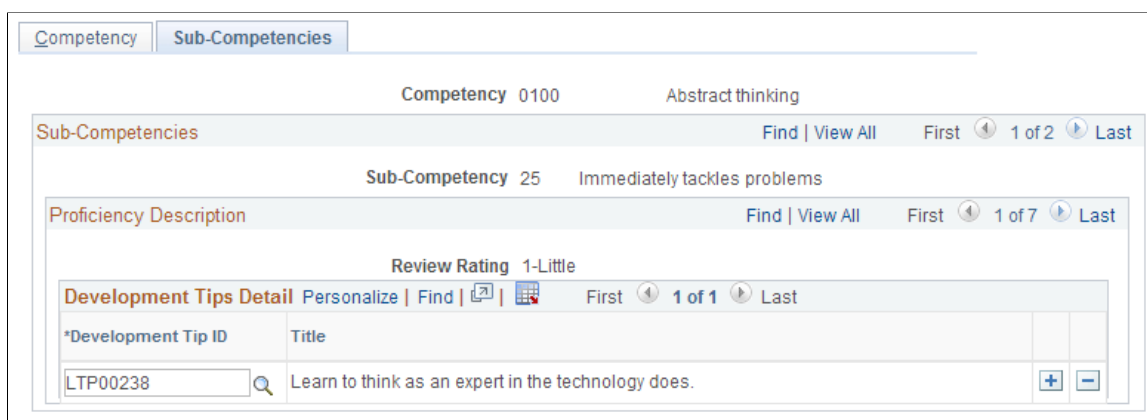 Competency Sub-Competencies
Competency 0100 Abstract thinking
Sub-Competencies Find | View All First 1 of 2 Last
Sub-Competency 25 Immediately tackles problems
Proficiency Description Find | View All First 1 of 7 Last
Review Rating 1-Little
Development Tips Detail Personalize | Find | | First 1 of 1 Last
*Development Tip ID Title
LTP00238 Learn to think as an expert in the technology does.